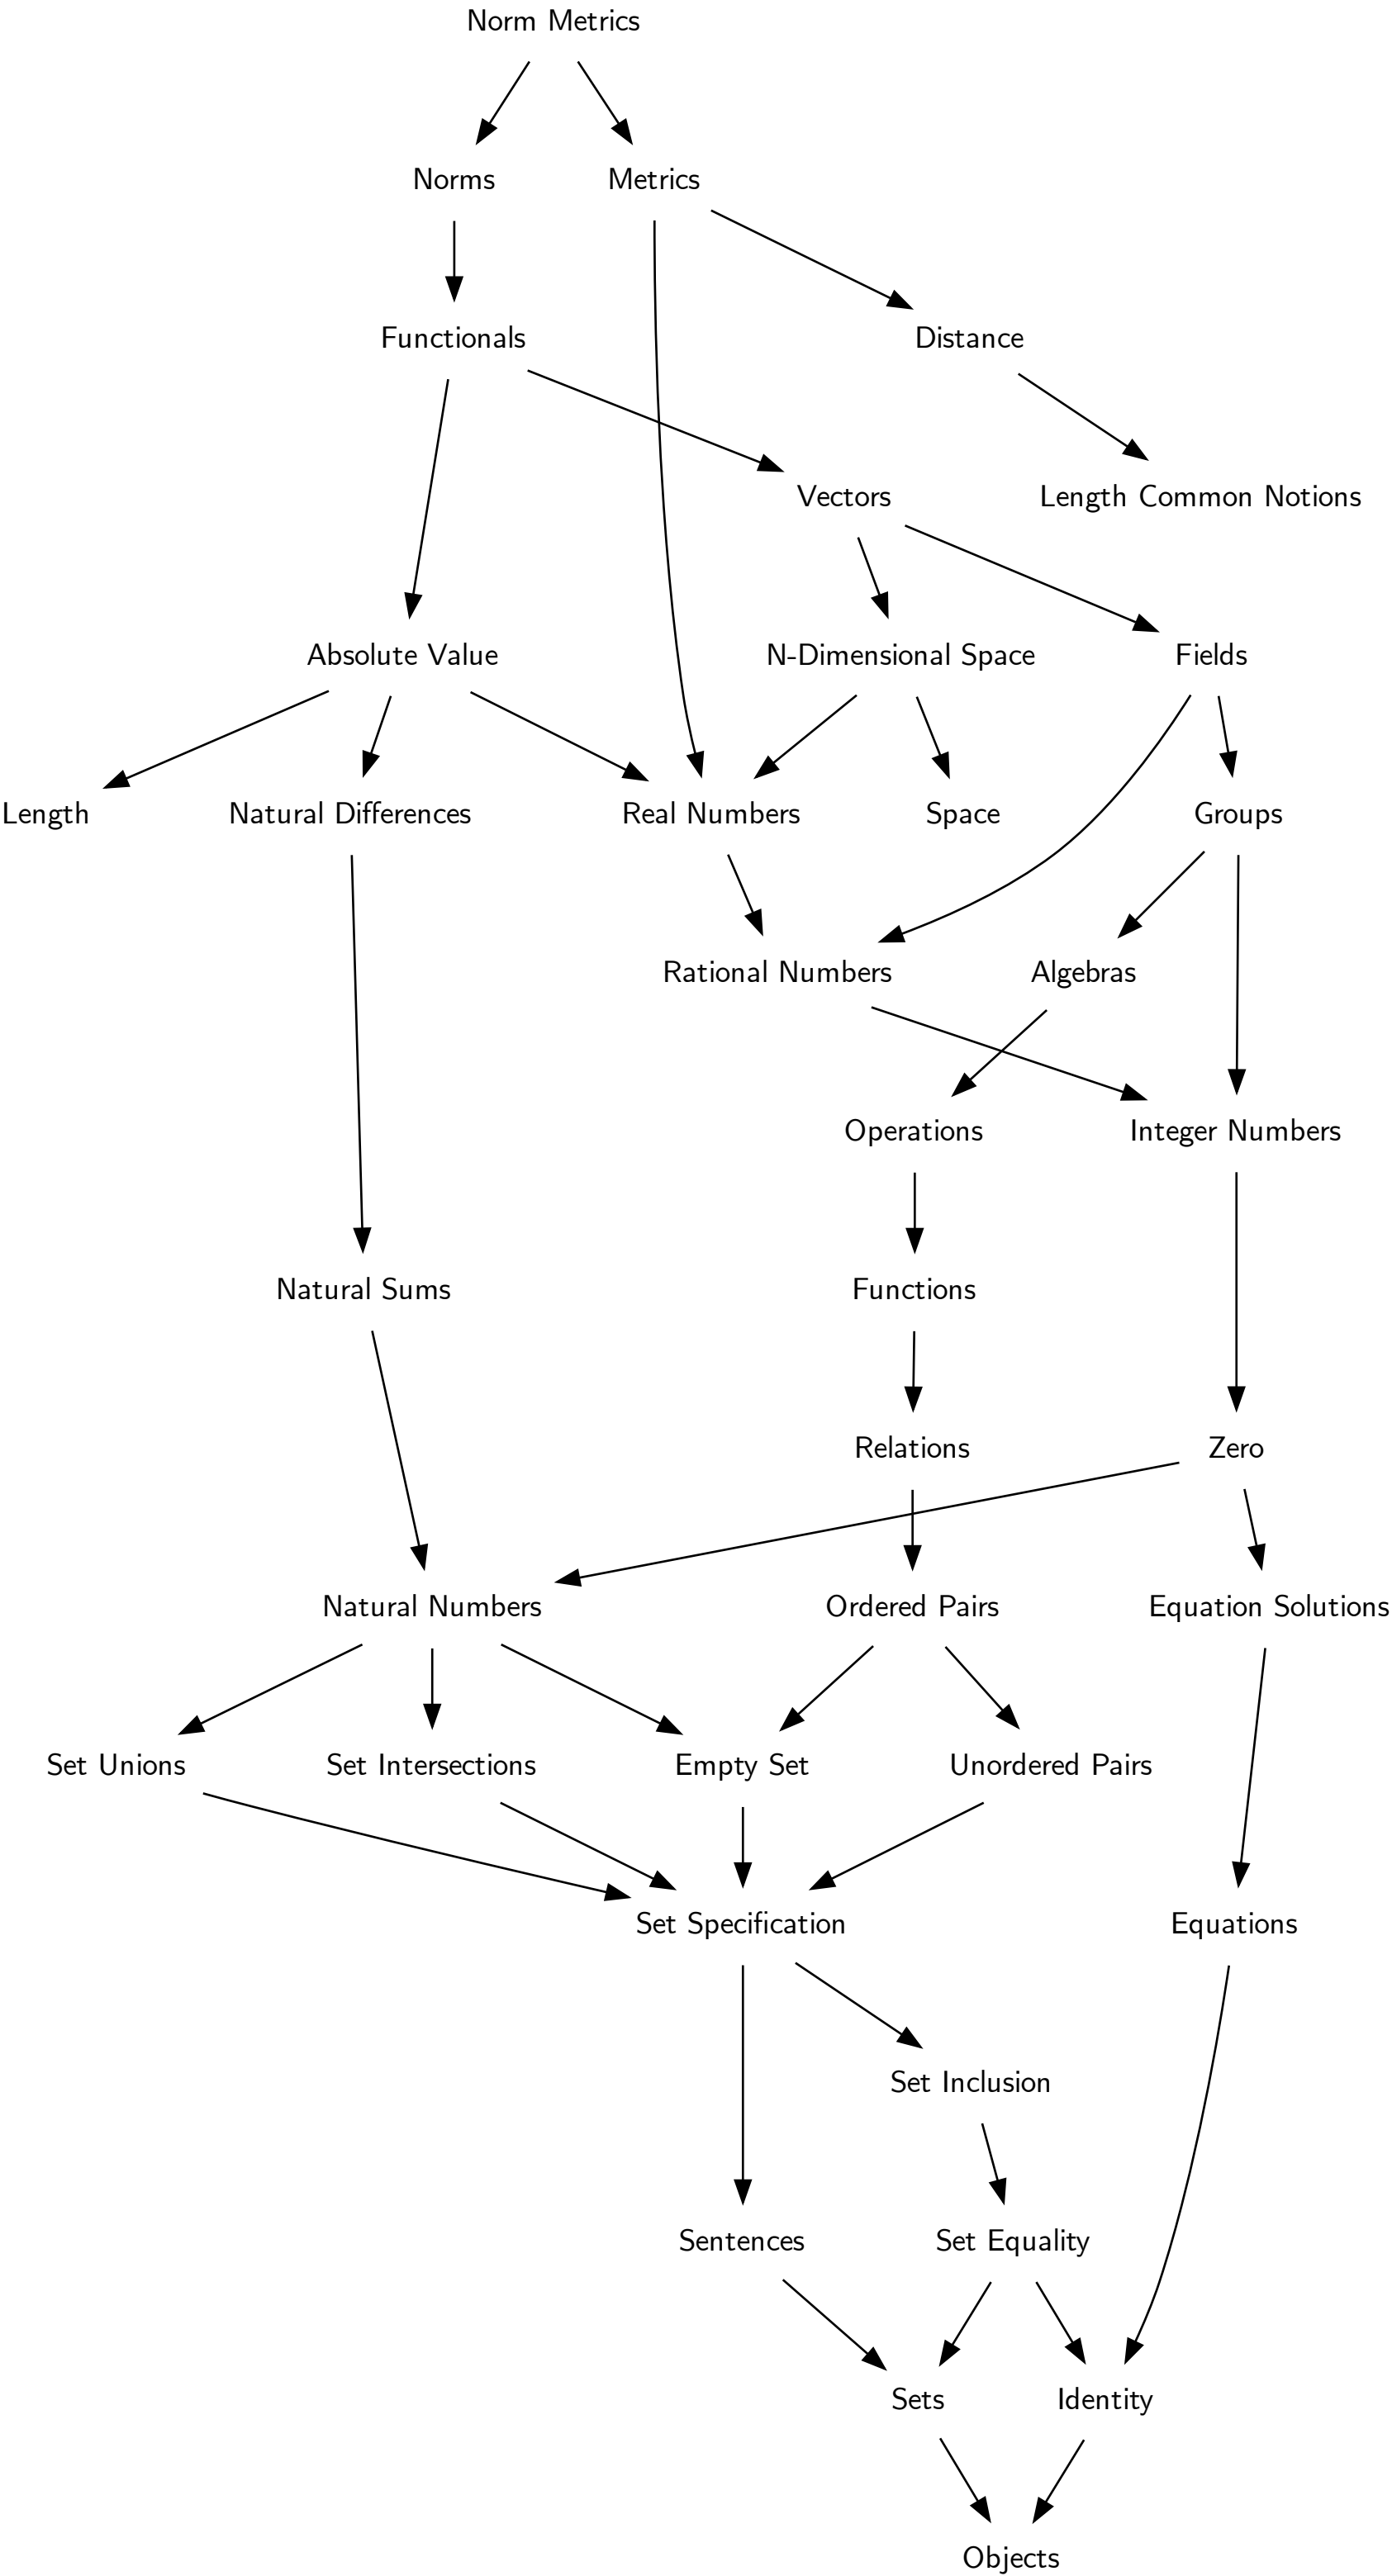 Norm Metrics
Norms
Metrics
Functionals
Distance
Vectors
Length Common Notions
Absolute Value
N-Dimensional Space
Fields
Length
Natural Differences
Real Numbers
Space
Groups
Rational Numbers
Algebras
Operations
Integer Numbers
Natural Sums
Functions
Relations
Zero
Natural Numbers
Ordered Pairs
Equation Solutions
Set Unions
Set Intersections
Empty Set
Unordered Pairs
Set Specification
Equations
Set Inclusion
Sentences
Set Equality
Sets
Identity
Objects